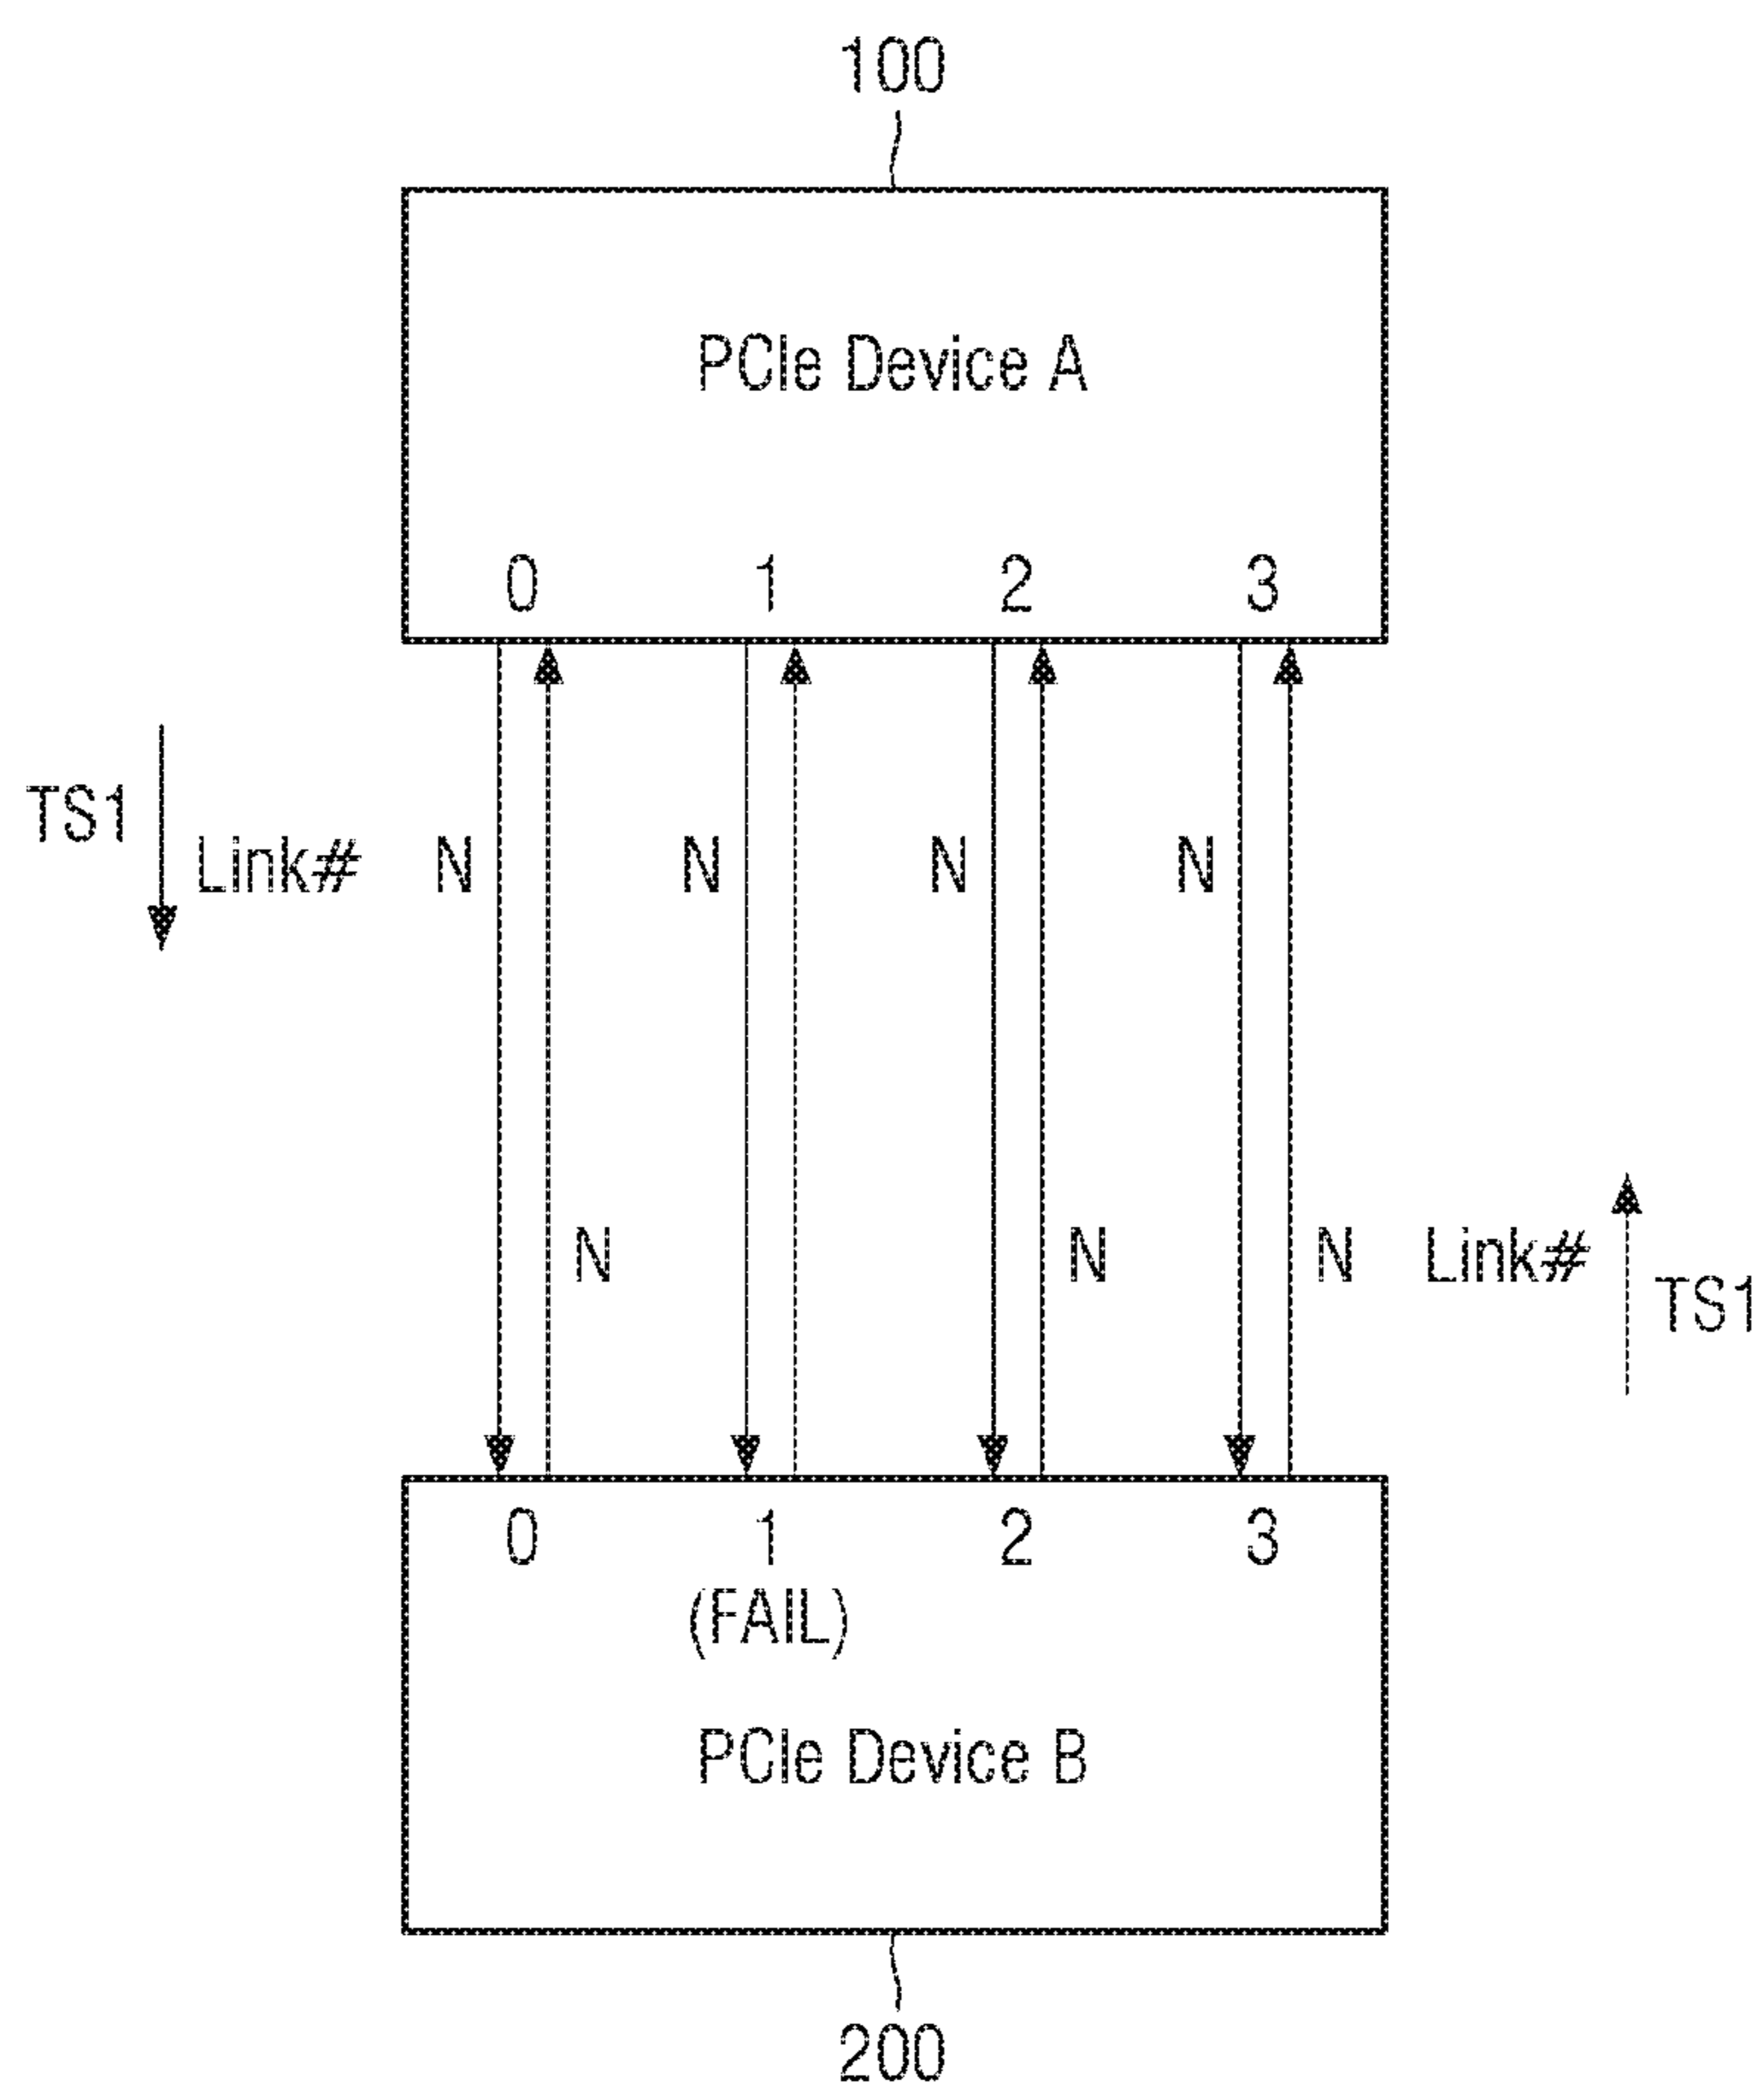 100
PCIe Device A
0 1 2 3
TS1
Link# N N N N
N N N Link#
TS1
0 1 2 3
(FAIL)
PCIe Device B
200